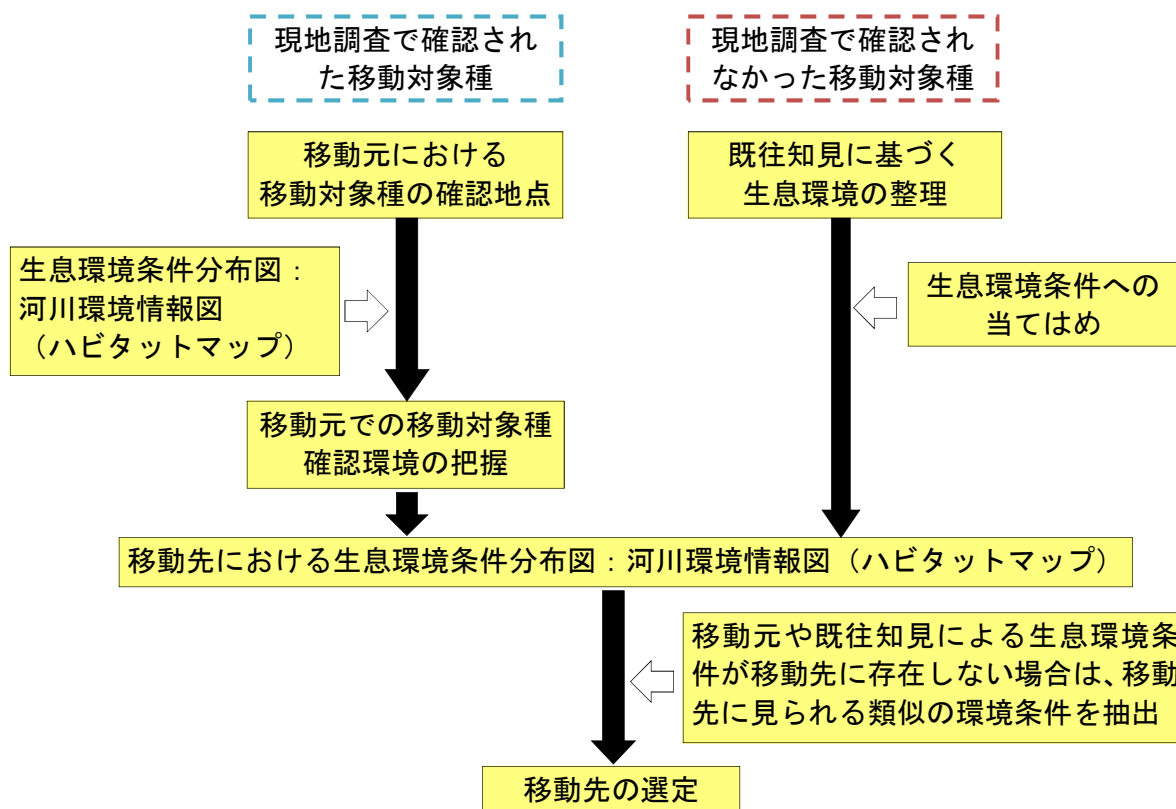 現地調査で確認され
た移動対象種
現地調査で確認され
なかった移動対象種
移動元における
移動対象種の確認地点
既往知見に基づく
生息環境の整理
生息環境条件分布図：
河川環境情報図
（ハビタットマップ）
生息環境条件への
当てはめ
移動元での移動対象種
確認環境の把握
移動先における生息環境条件分布図：河川環境情報図（ハビタットマップ）
移動元や既往知見による生息環境条
件が移動先に存在しない場合は、移動
先に見られる類似の環境条件を抽出
移動先の選定